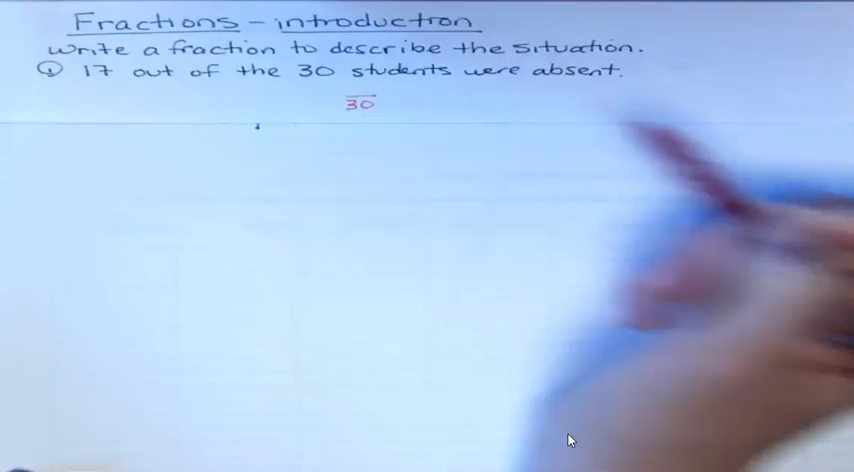 Fractions - introduction
Write a fraction to describe the situation.
① 17 out of the 30 students were absent.
30